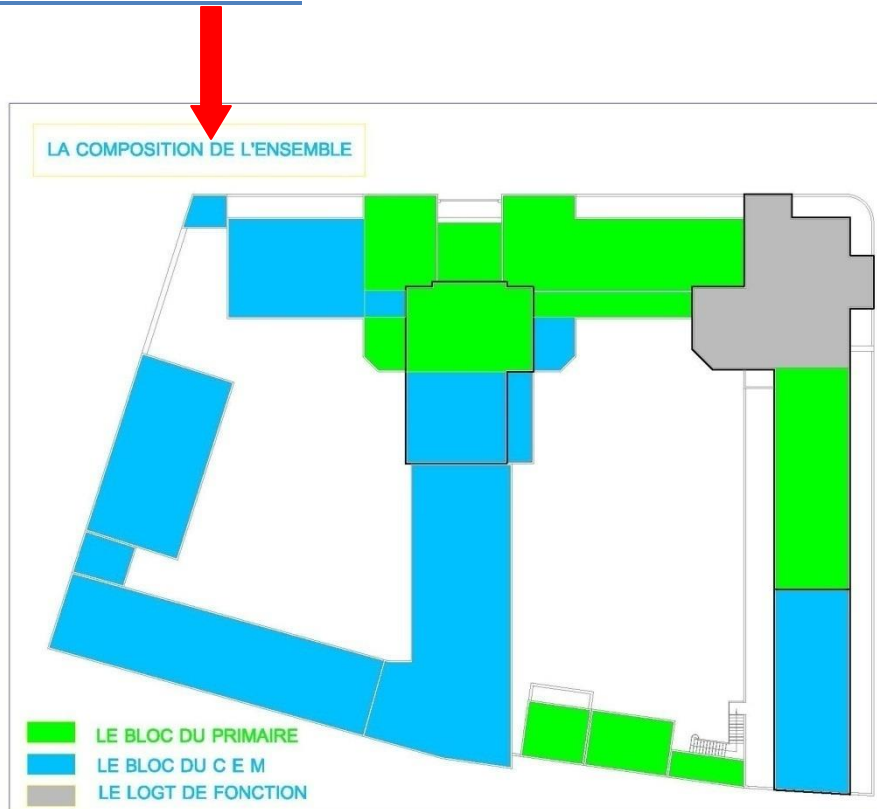 LA COMPOSITION DE L'ENSEMBLE
LE BLOC DU PRIMAIRE
LE BLOC DU C E M
LE LOGT DE FONCTION